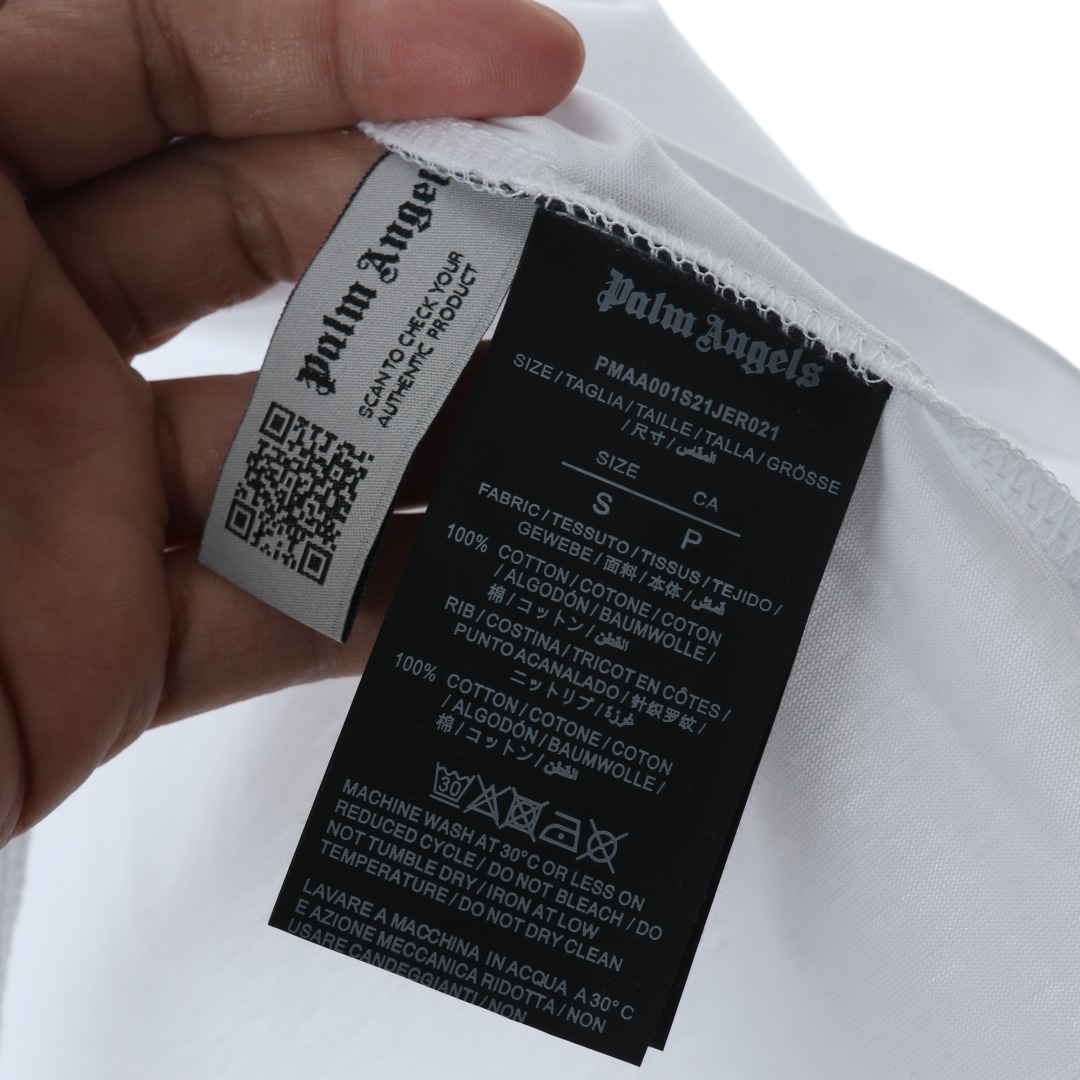 Palm Angels
SCAN TO CHECK YOUR
AUTHENTIC PRODUCT
Palm Angels
PMAA001S21JER021
SIZE/TAGLIA/TAILLE/TALLA/GRÖSSE
/尺寸/المقاس
SIZE CA
S P
FABRIC/TESSUTO/TISSUS/TEJIDO/
GEWEBE/面料/本体/
100% COTTON/COTONE/COTON
/ALGODÓN/BAUMWOLLE/
棉/コットン/القطن
RIB/COSTINA/TRICOT EN CÔTES/
PUNTO ACANALADO/针织罗纹/
ニットリブ/
100% COTTON/COTONE/COTON
/ALGODÓN/BAUMWOLLE/
棉/コットン/القطن
30
MACHINE WASH AT 30°C OR LESS ON
REDUCED CYCLE/DO NOT BLEACH/DO
NOT TUMBLE DRY/IRON AT LOW
TEMPERATURE/DO NOT DRY CLEAN
LAVARE A MACCHINA IN ACQUA A 30°C
E AZIONE MECCANICA RIDOTTA/NON
USARE CANDEGGIANTI/NON